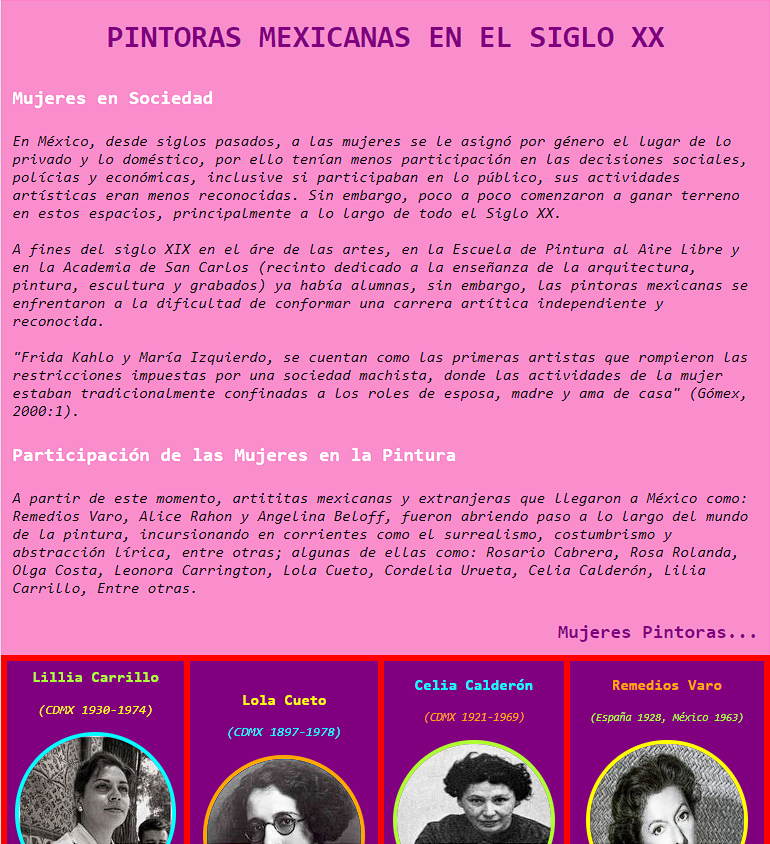 PINTORAS MEXICANAS EN EL SIGLO XX
Mujeres en Sociedad
En México, desde siglos pasados, a las mujeres se le asignó por género el lugar de lo
privado y lo doméstico, por ello tenían menos participación en las decisiones sociales,
polícias y económicas, inclusive si participaban en lo público, sus actividades
artísticas eran menos reconocidas. Sin embargo, poco a poco comenzaron a ganar terreno
en estos espacios, principalmente a lo largo de todo el Siglo XX.
A fines del siglo XIX en el áre de las artes, en la Escuela de Pintura al Aire Libre y
en la Academia de San Carlos (recinto dedicado a la enseñanza de la arquitectura,
pintura, escultura y grabados) ya había alumnas, sin embargo, las pintoras mexicanas se
enfrentaron a la dificultad de conformar una carrera artítica independiente y
reconocida.
"Frida Kahlo y María Izquierdo, se cuentan como las primeras artistas que rompieron las
restricciones impuestas por una sociedad machista, donde las actividades de la mujer
estaban tradicionalmente confinadas a los roles de esposa, madre y ama de casa" (Gómex,
2000:1).
Participación de las Mujeres en la Pintura
A partir de este momento, artititas mexicanas y extranjeras que llegaron a México como:
Remedios Varo, Alice Rahon y Angelina Beloff, fueron abriendo paso a lo largo del mundo
de la pintura, incursionando en corrientes como el surrealismo, costumbrismo y
abstracción lírica, entre otras; algunas de ellas como: Rosario Cabrera, Rosa Rolanda,
Olga Costa, Leonora Carrington, Lola Cueto, Cordelia Urueta, Celia Calderón, Lilia
Carrillo, Entre otras.
Mujeres Pintoras...
Lillia Carrillo
(CDMX 1930-1974)
Lola Cueto
(CDMX 1897-1978)
Celia Calderón
(CDMX 1921-1969)
Remedios Varo
(España 1928, México 1963)